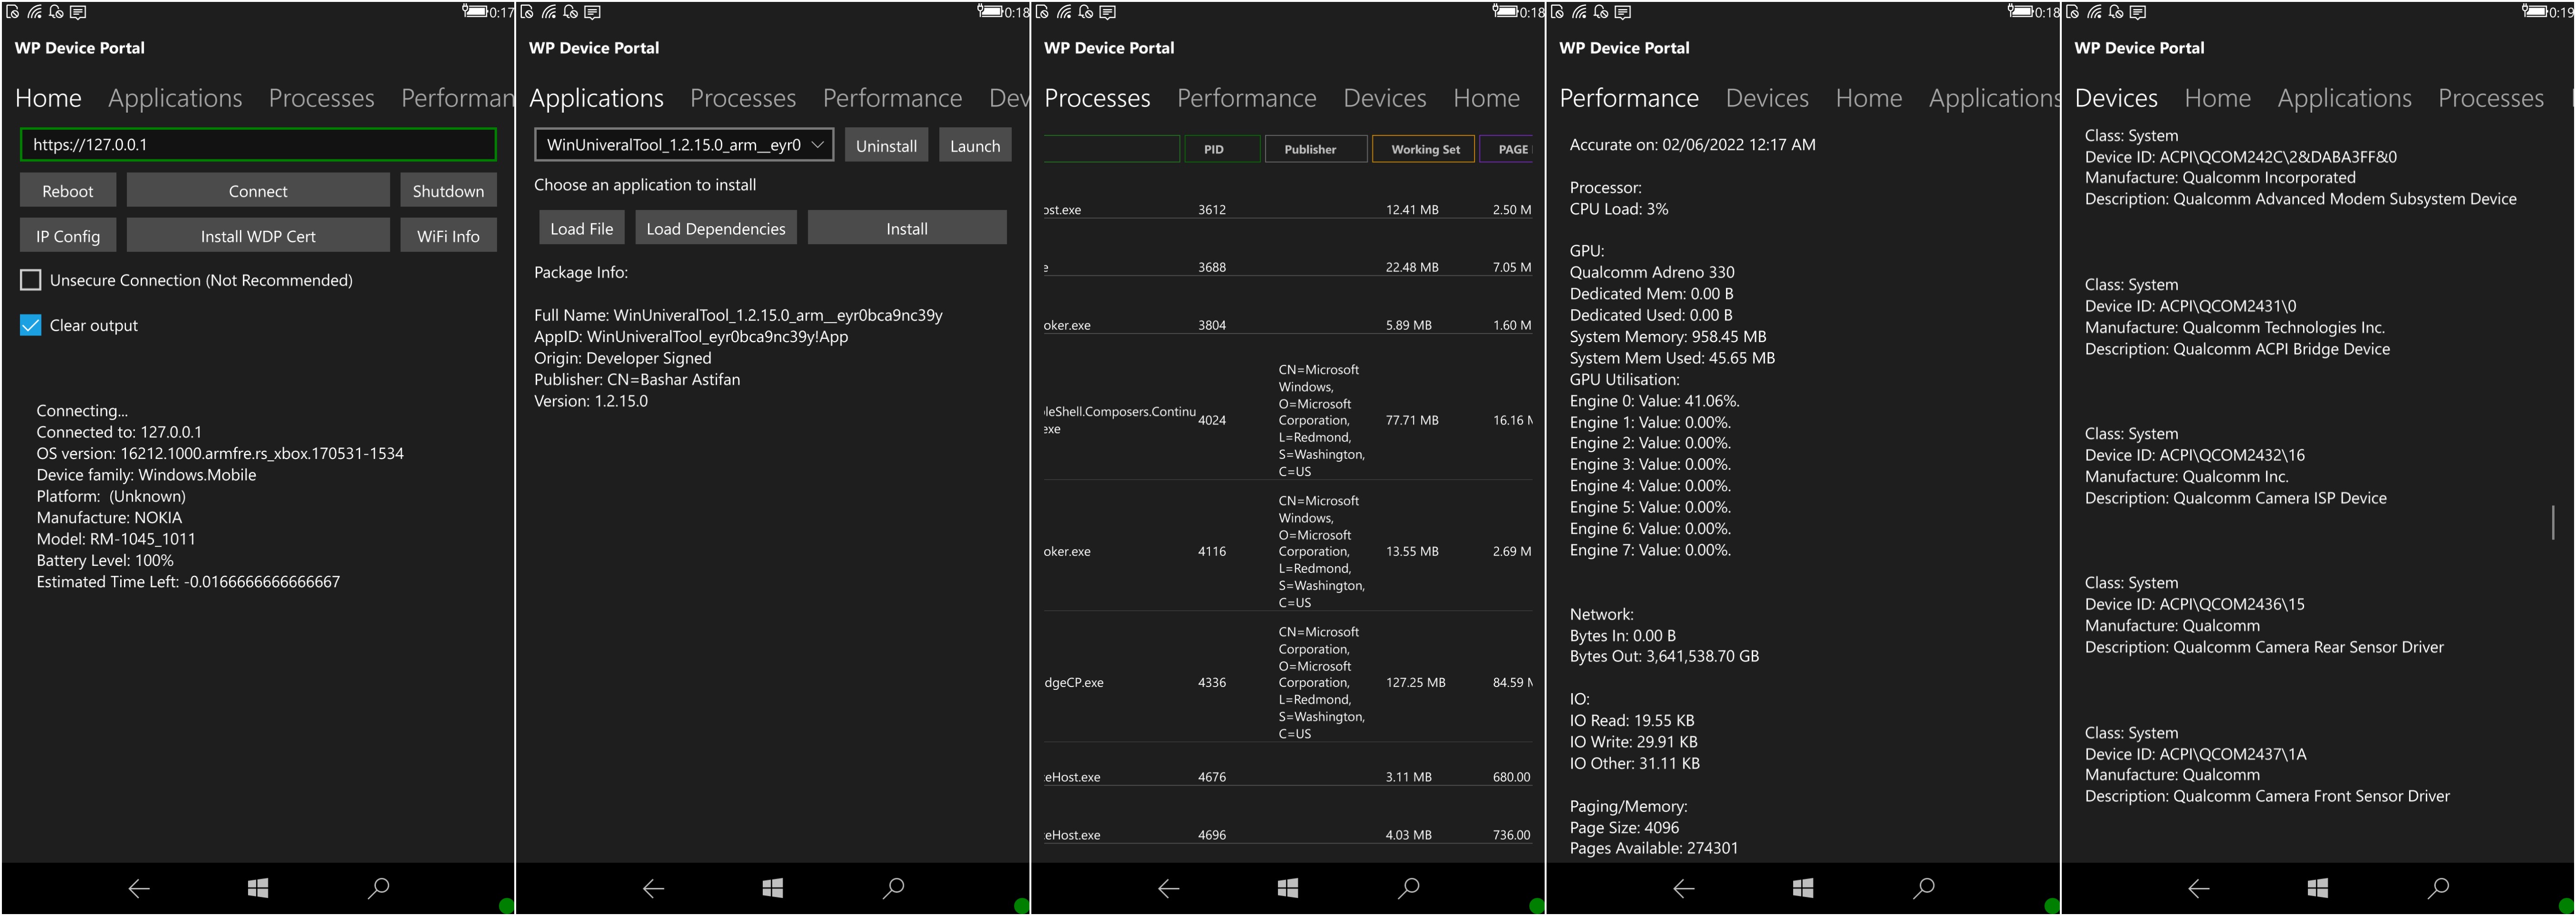 0:17
WP Device Portal
Home Applications Processes Performan
https://127.0.0.1
Reboot Connect Shutdown
IP Config Install WDP Cert WiFi Info
Unsecure Connection (Not Recommended)
Clear output
Connecting...
Connected to: 127.0.0.1
OS version: 16212.1000.armfre.rs_xbox.170531-1534
Device family: Windows.Mobile
Platform: (Unknown)
Manufacture: NOKIA
Model: RM-1045_1011
Battery Level: 100%
Estimated Time Left: -0.0166666666666667
0:18
WP Device Portal
Applications Processes Performance Dev
WinUniveralTool_1.2.15.0_arm__eyr0 Uninstall Launch
Choose an application to install
Load File Load Dependencies Install
Package Info:
Full Name: WinUniveralTool_1.2.15.0_arm__eyr0bca9nc39y
AppID: WinUniveralTool_eyr0bca9nc39y!App
Origin: Developer Signed
Publisher: CN=Bashar Astifan
Version: 1.2.15.0
0:18
WP Device Portal
Processes Performance Devices Home
PID Publisher Working Set PAGE
ost.exe 3612 12.41 MB 2.50 M
e 3688 22.48 MB 7.05 M
oker.exe 3804 5.89 MB 1.60 M
leShell.Composers.Continu
exe
4024
CN=Microsoft
Windows,
O=Microsoft
Corporation,
L=Redmond,
S=Washington,
C=US
77.71 MB 16.16 M
oker.exe 4116
CN=Microsoft
Windows,
O=Microsoft
Corporation,
L=Redmond,
S=Washington,
C=US
13.55 MB 2.69 M
dgeCP.exe 4336
CN=Microsoft
Corporation,
O=Microsoft
Corporation,
L=Redmond,
S=Washington,
C=US
127.25 MB 84.59 M
eHost.exe 4676 3.11 MB 680.00
eHost.exe 4696 4.03 MB 736.00
0:18
WP Device Portal
Performance Devices Home Applications
Accurate on: 02/06/2022 12:17 AM
Processor:
CPU Load: 3%
GPU:
Qualcomm Adreno 330
Dedicated Mem: 0.00 B
Dedicated Used: 0.00 B
System Memory: 958.45 MB
System Mem Used: 45.65 MB
GPU Utilisation:
Engine 0: Value: 41.06%.
Engine 1: Value: 0.00%.
Engine 2: Value: 0.00%.
Engine 3: Value: 0.00%.
Engine 4: Value: 0.00%.
Engine 5: Value: 0.00%.
Engine 6: Value: 0.00%.
Engine 7: Value: 0.00%.
Network:
Bytes In: 0.00 B
Bytes Out: 3,641,538.70 GB
IO:
IO Read: 19.55 KB
IO Write: 29.91 KB
IO Other: 31.11 KB
Paging/Memory:
Page Size: 4096
Pages Available: 274301
0:19
WP Device Portal
Devices Home Applications Processes
Class: System
Device ID: ACPI\QCOM242C\2&DABA3FF&0
Manufacture: Qualcomm Incorporated
Description: Qualcomm Advanced Modem Subsystem Device
Class: System
Device ID: ACPI\QCOM2431\0
Manufacture: Qualcomm Technologies Inc.
Description: Qualcomm ACPI Bridge Device
Class: System
Device ID: ACPI\QCOM2432\16
Manufacture: Qualcomm Inc.
Description: Qualcomm Camera ISP Device
Class: System
Device ID: ACPI\QCOM2436\15
Manufacture: Qualcomm
Description: Qualcomm Camera Rear Sensor Driver
Class: System
Device ID: ACPI\QCOM2437\1A
Manufacture: Qualcomm
Description: Qualcomm Camera Front Sensor Driver